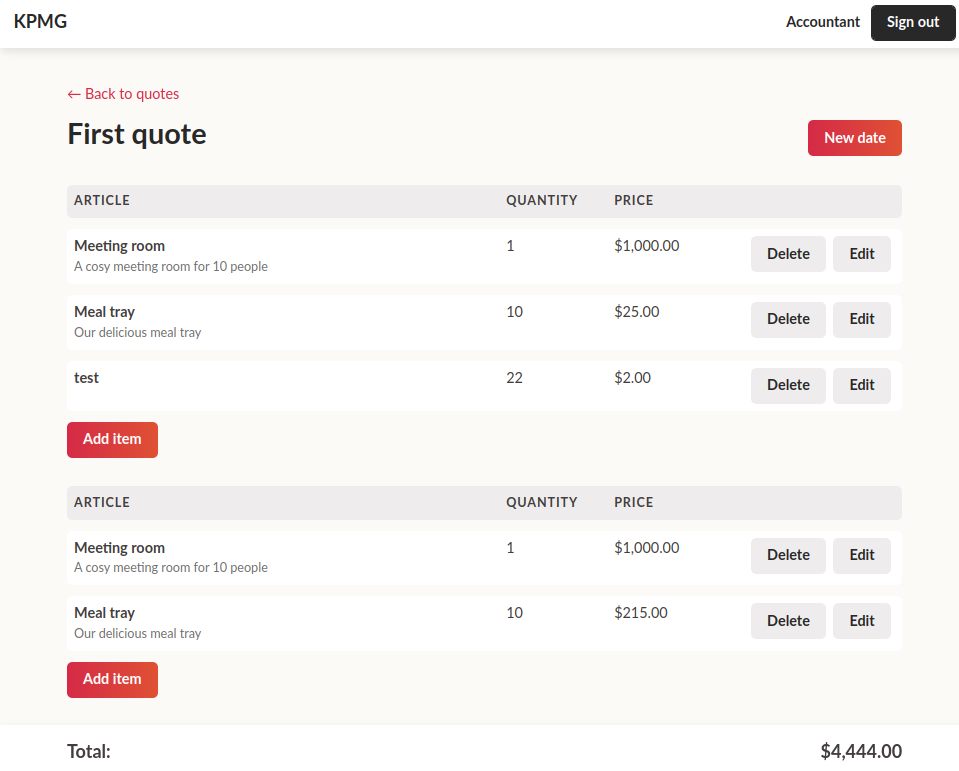 KPMG Accountant Sign out
← Back to quotes
First quote New date
ARTICLE QUANTITY PRICE
Meeting room 1 $1,000.00 Delete Edit
A cosy meeting room for 10 people
Meal tray 10 $25.00 Delete Edit
Our delicious meal tray
test 22 $2.00 Delete Edit
Add item
ARTICLE QUANTITY PRICE
Meeting room 1 $1,000.00 Delete Edit
A cosy meeting room for 10 people
Meal tray 10 $215.00 Delete Edit
Our delicious meal tray
Add item
Total: $4,444.00